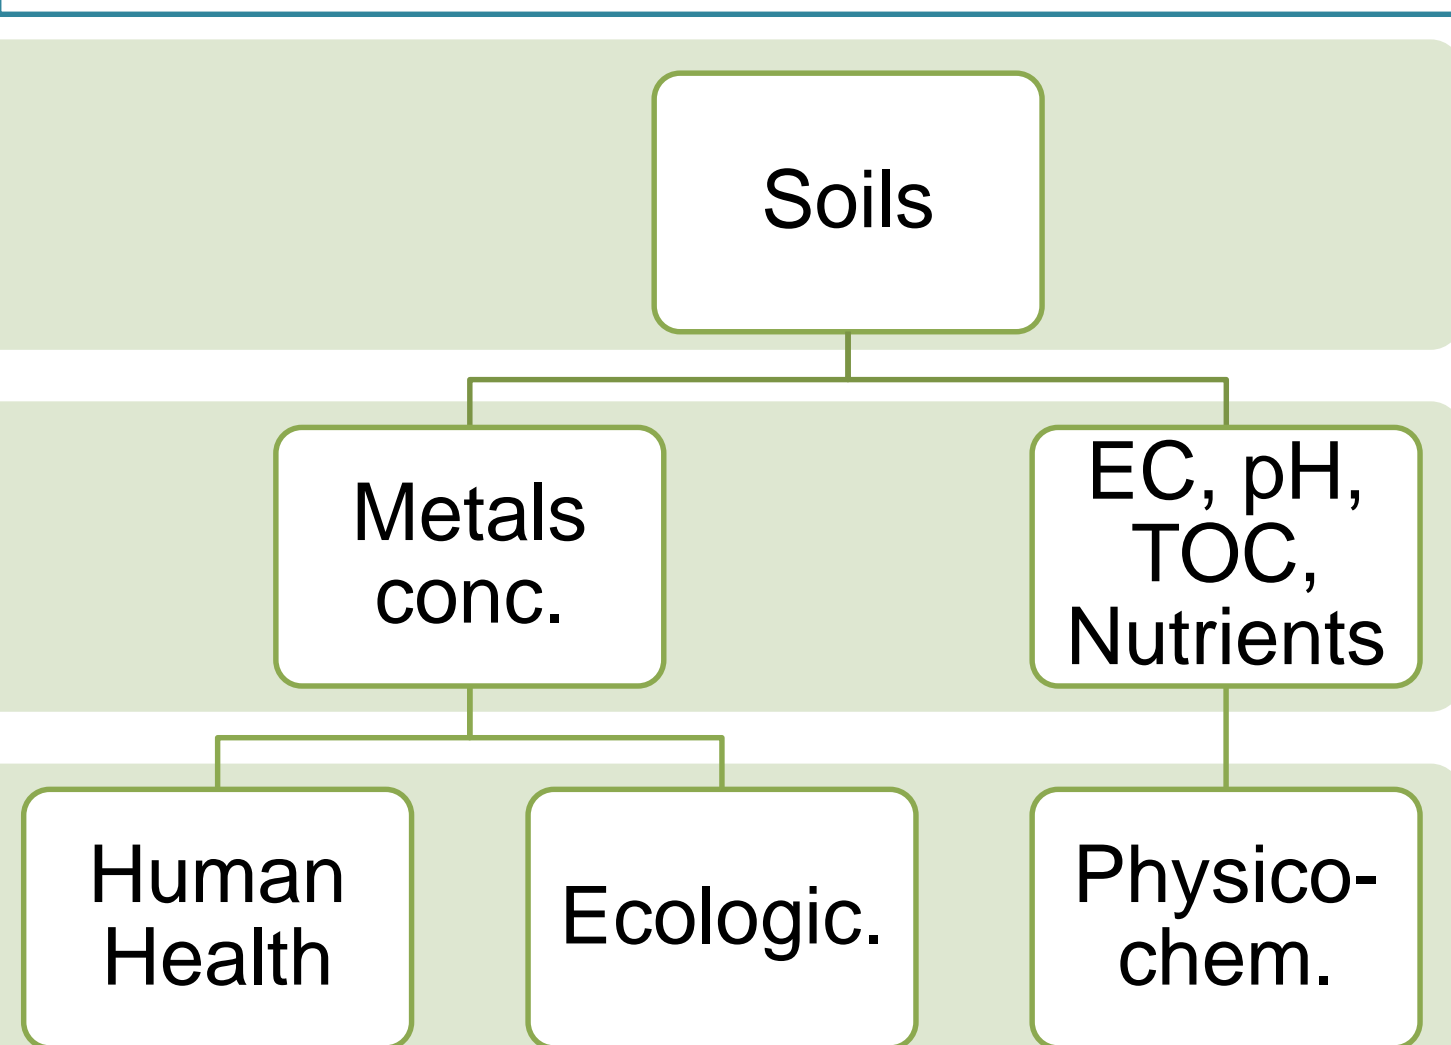 Soils
Metals
conc.
EC, pH,
TOC,
Nutrients
Human
Health
Ecologic.
Physico-
chem.